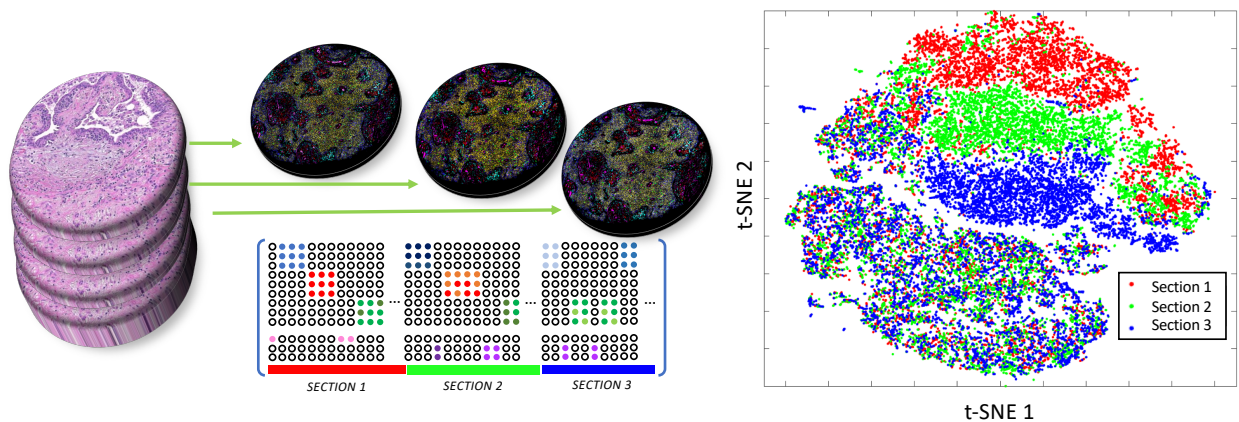 ... ... ...
SECTION 1
SECTION 2
SECTION 3
t-SNE 2
Section 1
Section 2
Section 3
t-SNE 1